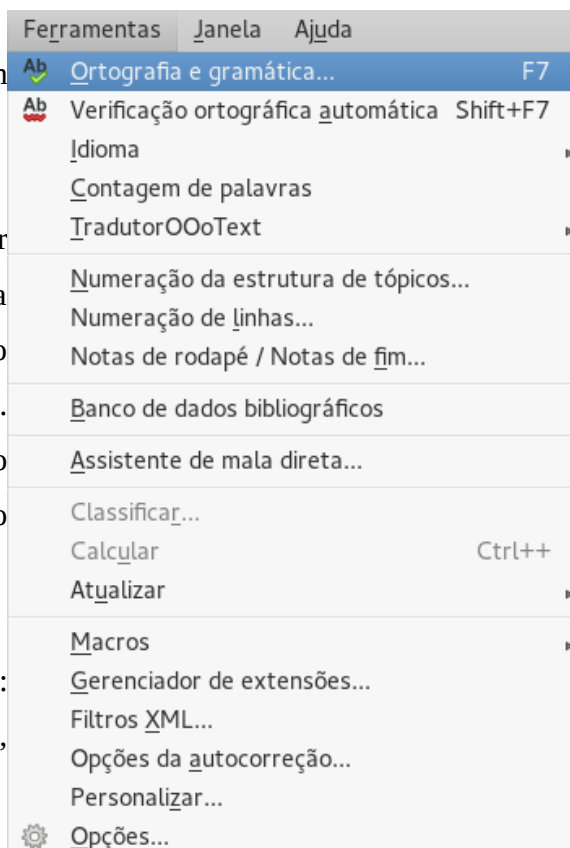 Ferramentas Janela Ajuda
Ortografia e gramática... F7
Verificação ortográfica automática Shift+F7
Idioma
Contagem de palavras
TradutorOOoText
Numeração da estrutura de tópicos...
Numeração de linhas...
Notas de rodapé / Notas de fim...
Banco de dados bibliográficos
Assistente de mala direta...
Classificar...
Calcular Ctrl++
Atualizar
Macros
Gerenciador de extensões...
Filtros XML...
Opções da autocorreção...
Personalizar...
Opções...